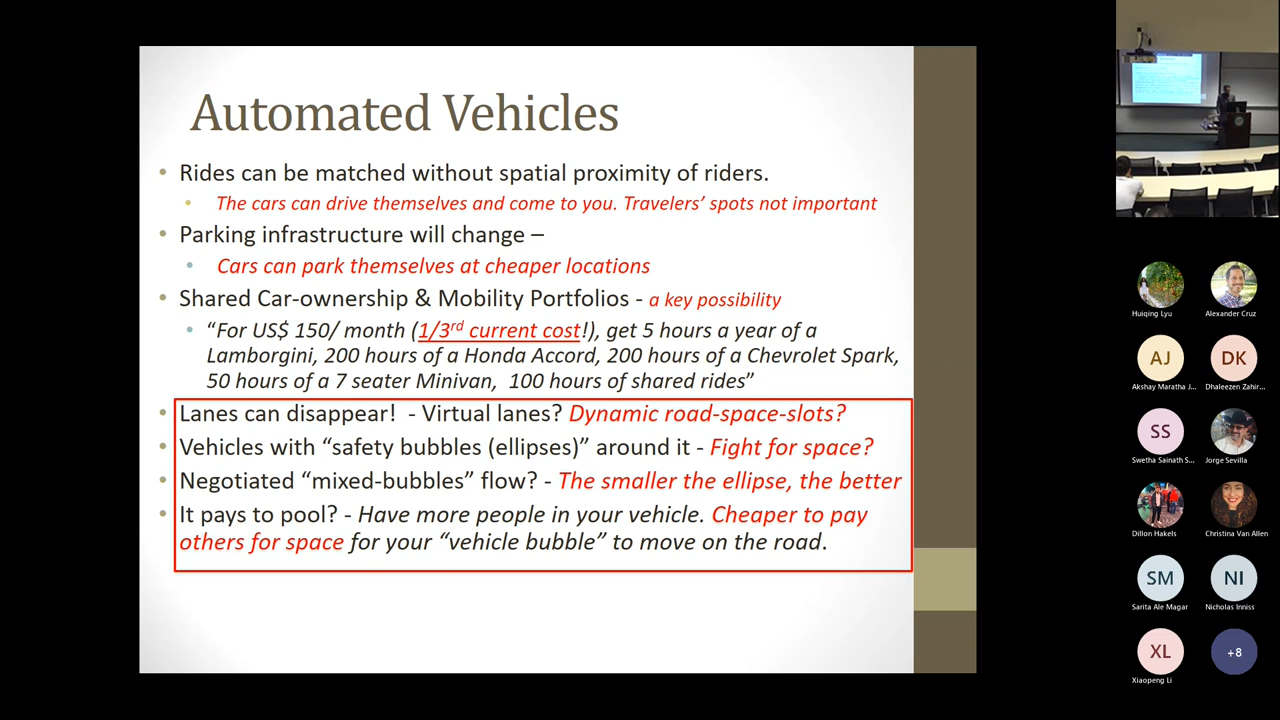 Automated Vehicles
• Rides can be matched without spatial proximity of riders.
• The cars can drive themselves and come to you. Travelers’ spots not important
• Parking infrastructure will change –
• Cars can park themselves at cheaper locations
• Shared Car-ownership & Mobility Portfolios - a key possibility
• “For US$ 150/ month (1/3rd current cost!), get 5 hours a year of a
Lamborgini, 200 hours of a Honda Accord, 200 hours of a Chevrolet Spark,
50 hours of a 7 seater Minivan, 100 hours of shared rides”
• Lanes can disappear! - Virtual lanes? Dynamic road-space-slots?
• Vehicles with “safety bubbles (ellipses)” around it - Fight for space?
• Negotiated “mixed-bubbles” flow? - The smaller the ellipse, the better
• It pays to pool? - Have more people in your vehicle. Cheaper to pay
others for space for your “vehicle bubble” to move on the road.
Huiqing Lyu
Alexander Cruz
AJ
DK
Akshay Maratha J...
Dhaleezen Zahir...
SS
Swetha Sainath S...
Jorge Sevilla
Dillon Hakels
Christina Van Allen
SM
NI
Sarita Ale Magar
Nicholas Inniss
XL
+8
Xiaopeng Li